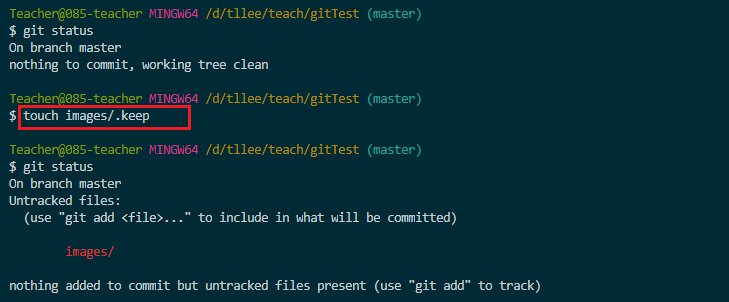 Teacher@085-teacher MINGW64 /d/tllee/teach/gitTest (master)
$ git status
On branch master
nothing to commit, working tree clean
Teacher@085-teacher MINGW64 /d/tllee/teach/gitTest (master)
$ touch images/.keep
Teacher@085-teacher MINGW64 /d/tllee/teach/gitTest (master)
$ git status
On branch master
Untracked files:
(use "git add <file>..." to include in what will be committed)
images/
nothing added to commit but untracked files present (use "git add" to track)